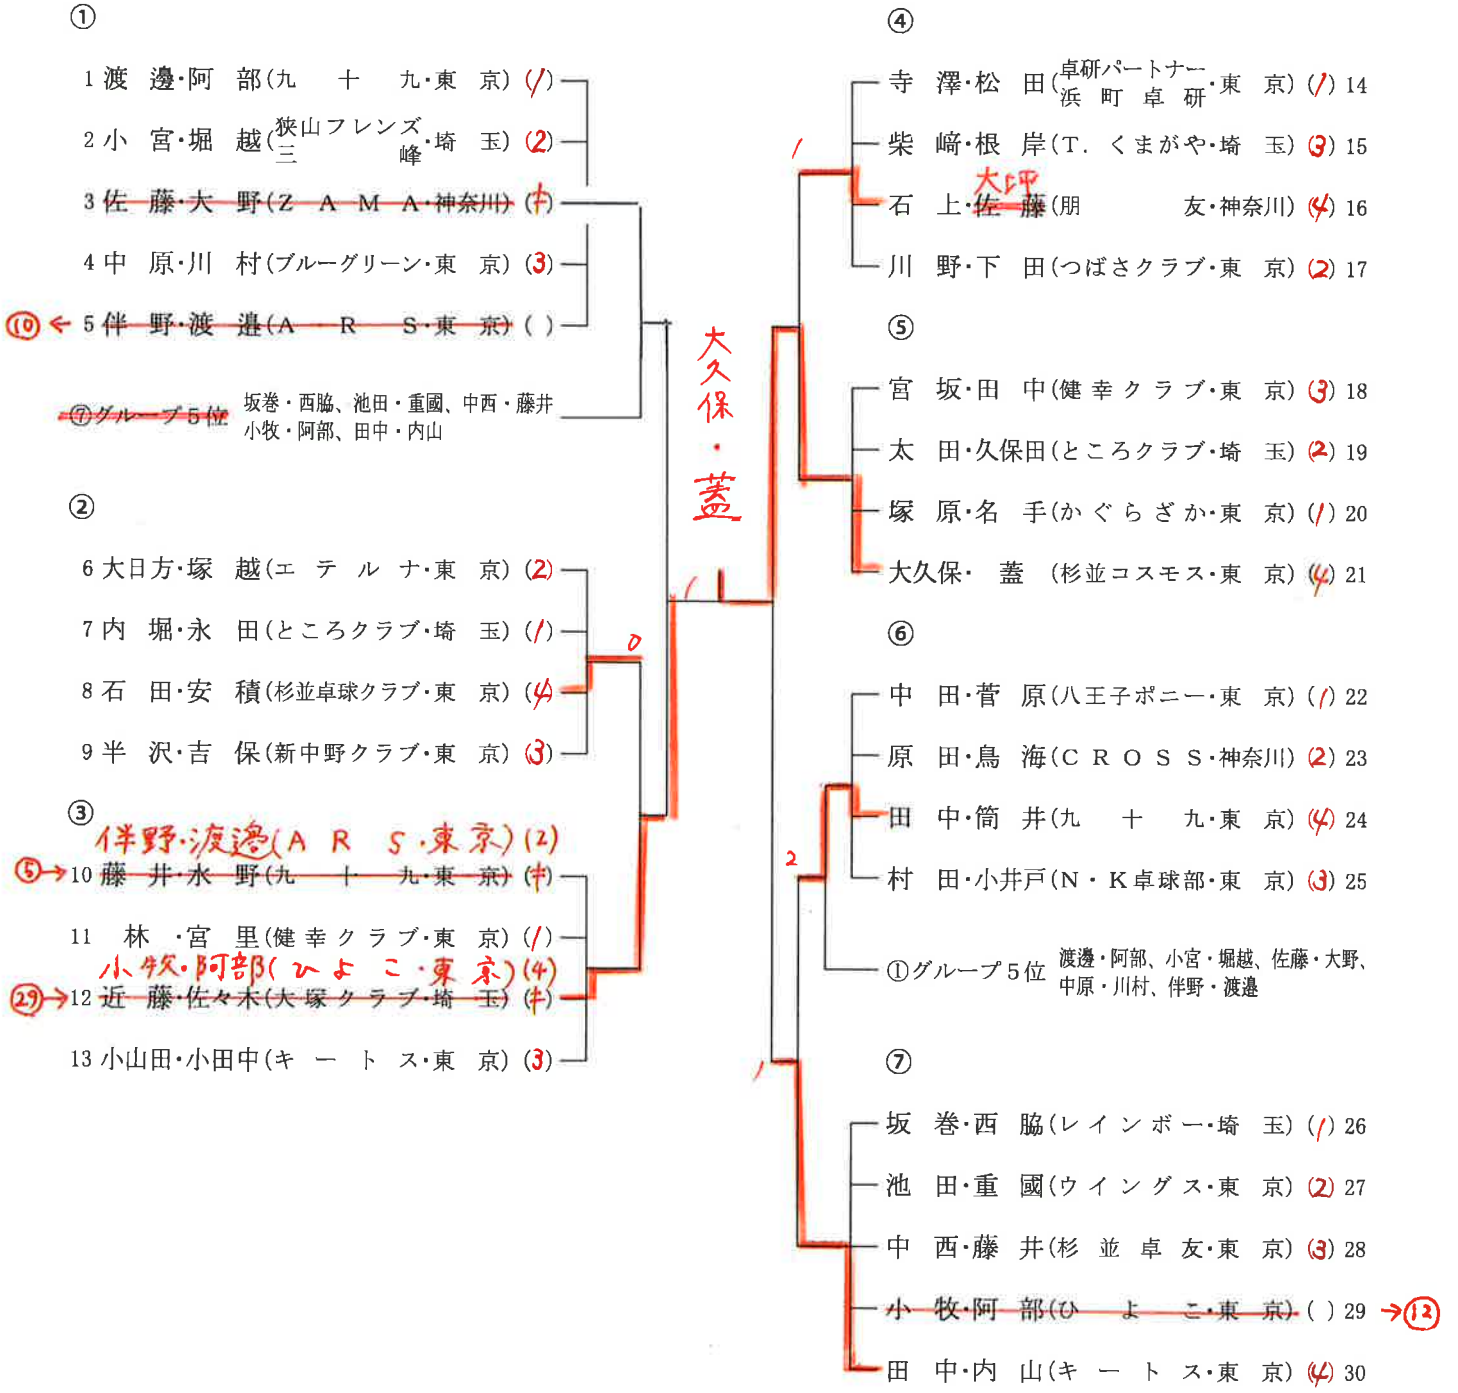 ①
1 渡邊・阿部(九十九・東京)(1)
2 小宮・堀越(狭山フレンズ 三峰・埼玉)(2)
3 佐藤・大野(ZAMA・神奈川)(キ)
4 中原・川村(ブルーグリーン・東京)(3)
⑩← 5 伴野・渡邉(ARS・東京)( )
⑦グループ5位 坂巻・西脇、池田・重國、中西・藤井
小牧・阿部、田中・内山
②
6 大日方・塚越(エテルナ・東京)(2)
7 内堀・永田(ところクラブ・埼玉)(1)
8 石田・安積(杉並卓球クラブ・東京)(4)
9 半沢・吉保(新中野クラブ・東京)(3)
0
③
伴野・渡邉(ARS・東京)(2)
⑤→10 藤井・水野(九十九・東京)(キ)
11 林・宮里(健幸クラブ・東京)(1)
小牧・阿部(ひよこ・東京)(4)
㉙→12 近藤・佐々木(大塚クラブ・埼玉)(キ)
13 小山田・小田中(キートス・東京)(3)
大久保・蓋
1
④
寺澤・松田(卓研パートナー 浜町卓研・東京)(1) 14
柴﨑・根岸(T.くまがや・埼玉)(3) 15
1
大坪
石上・佐藤(朋友・神奈川)(4) 16
川野・下田(つばさクラブ・東京)(2) 17
⑤
宮坂・田中(健幸クラブ・東京)(3) 18
太田・久保田(ところクラブ・埼玉)(2) 19
塚原・名手(かぐらざか・東京)(1) 20
大久保・蓋(杉並コスモス・東京)(4) 21
⑥
中田・菅原(八王子ポニー・東京)(1) 22
原田・鳥海(CROSS・神奈川)(2) 23
田中・筒井(九十九・東京)(4) 24
2
村田・小井戸(N・K卓球部・東京)(3) 25
①グループ5位 渡邊・阿部、小宮・堀越、佐藤・大野、
中原・川村、伴野・渡邉
1
⑦
坂巻・西脇(レインボー・埼玉)(1) 26
池田・重國(ウイングス・東京)(2) 27
中西・藤井(杉並卓友・東京)(3) 28
小牧・阿部(ひよこ・東京)( ) 29→⑫
田中・内山(キートス・東京)(4) 30